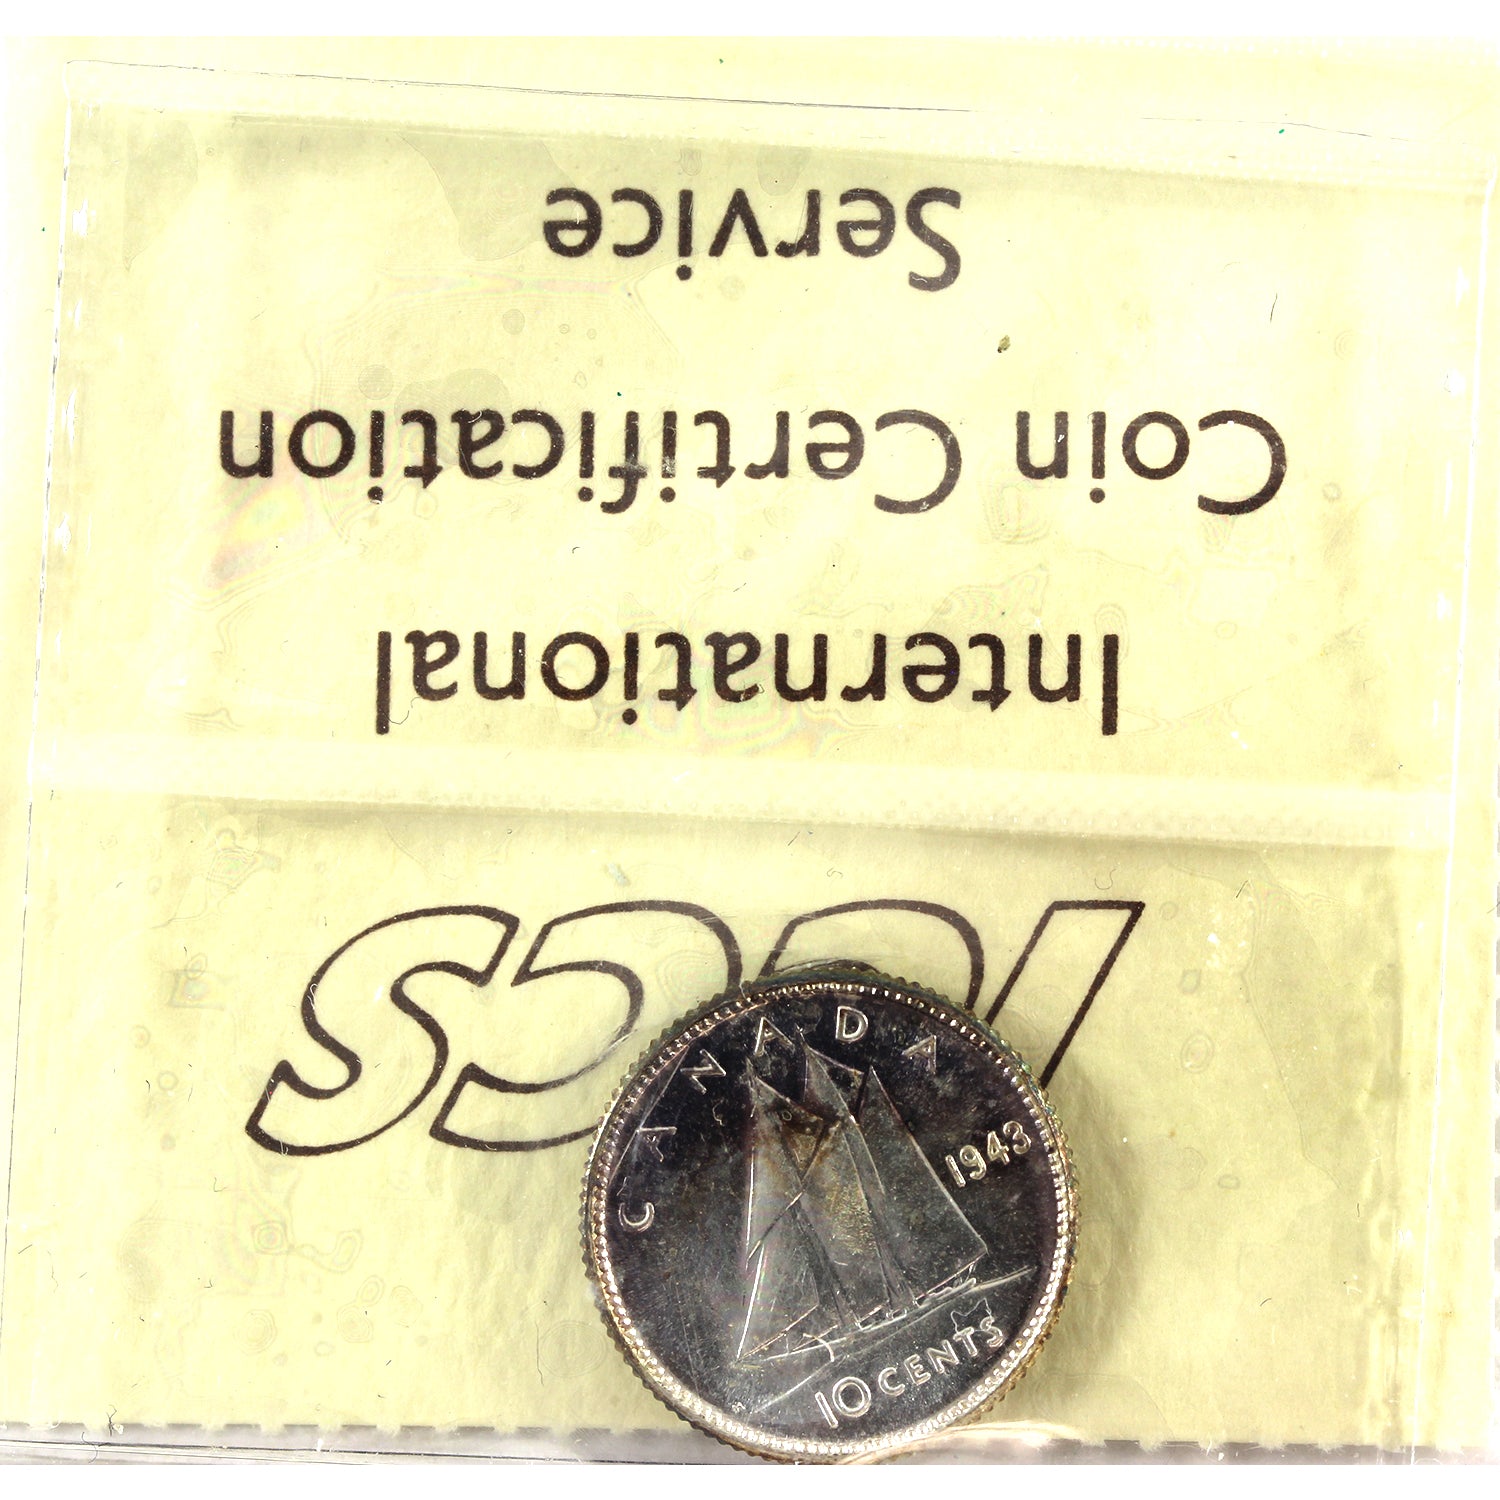 ICCS
International
Coin Certification
Service
CANADA
1943
10 CENTS